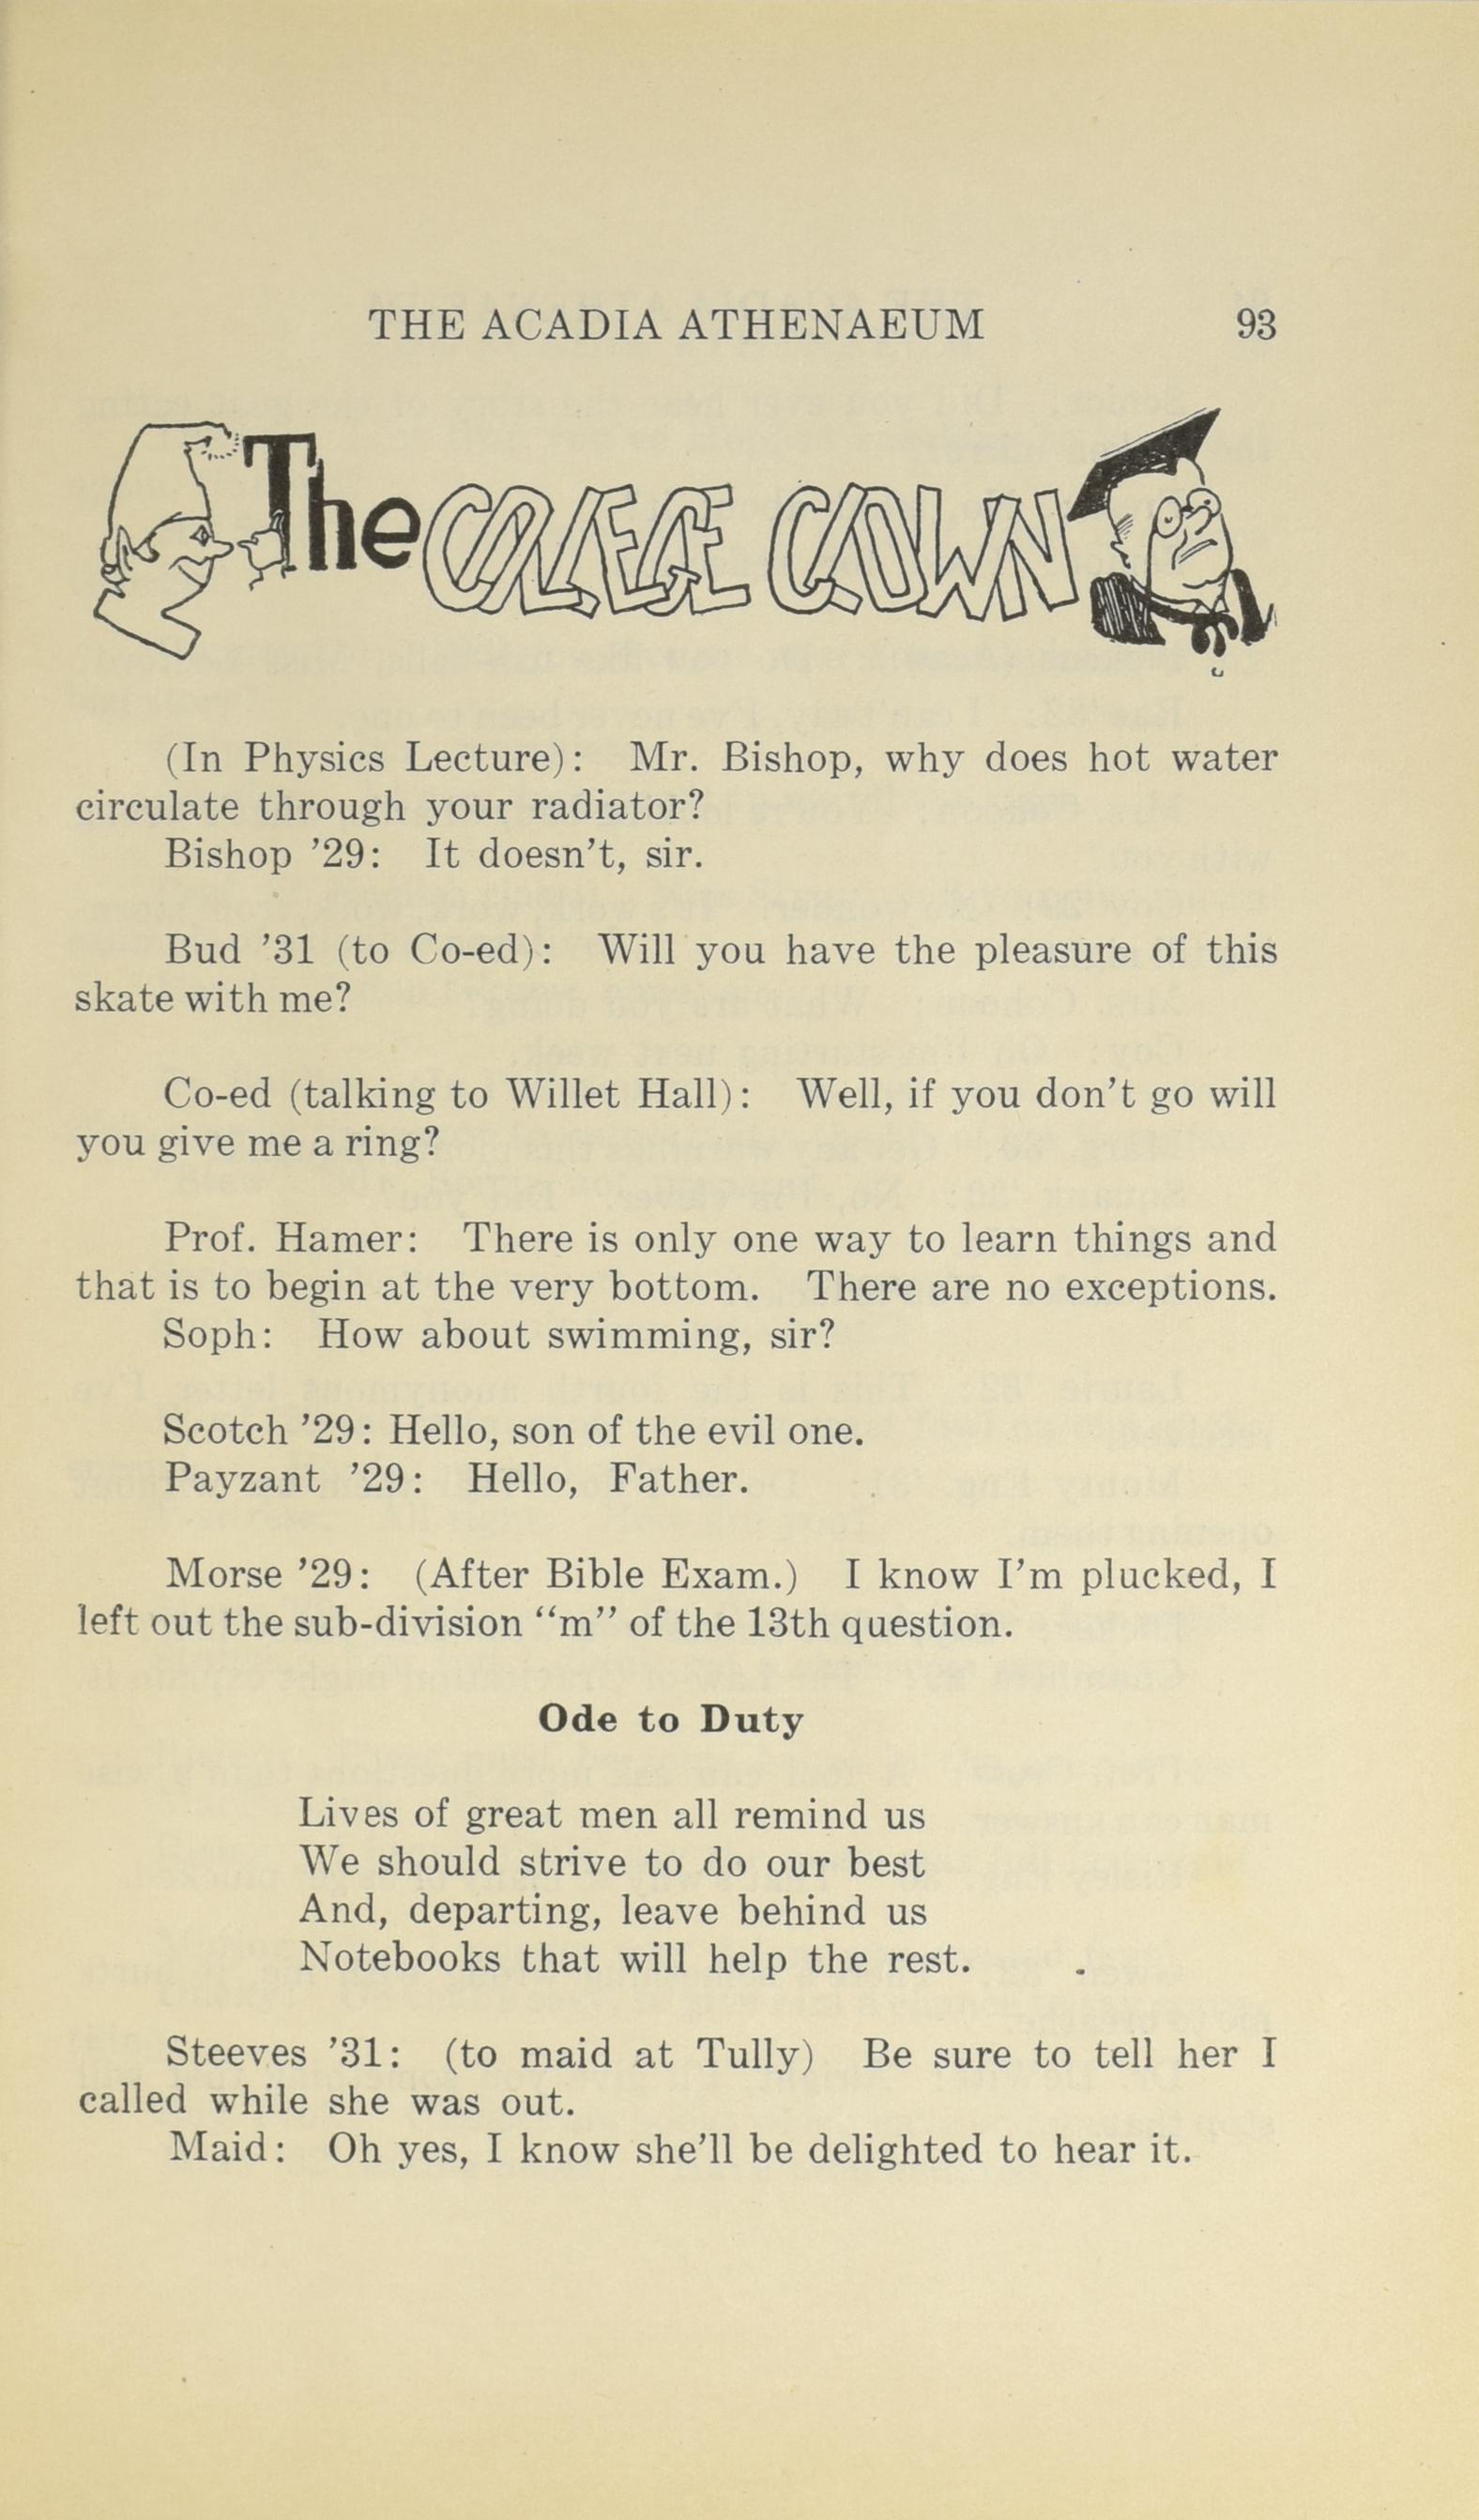 THE ACADIA ATHENAEUM 93
The COLLEGE CLOWN
(In Physics Lecture): Mr. Bishop, why does hot water
circulate through your radiator?
Bishop ’29: It doesn’t, sir.
Bud ’31 (to Co-ed): Will you have the pleasure of this
skate with me?
Co-ed (talking to Willet Hall): Well, if you don’t go will
you give me a ring?
Prof. Hamer: There is only one way to learn things and
that is to begin at the very bottom. There are no exceptions.
Soph: How about swimming, sir?
Scotch ’29: Hello, son of the evil one.
Payzant ’29: Hello, Father.
Morse ’29: (After Bible Exam.) I know I’m plucked, I
left out the sub-division “m” of the 13th question.
Ode to Duty
Lives of great men all remind us
We should strive to do our best
And, departing, leave behind us
Notebooks that will help the rest.
Steeves ’31: (to maid at Tully) Be sure to tell her I
called while she was out.
Maid: Oh yes, I know she’ll be delighted to hear it.